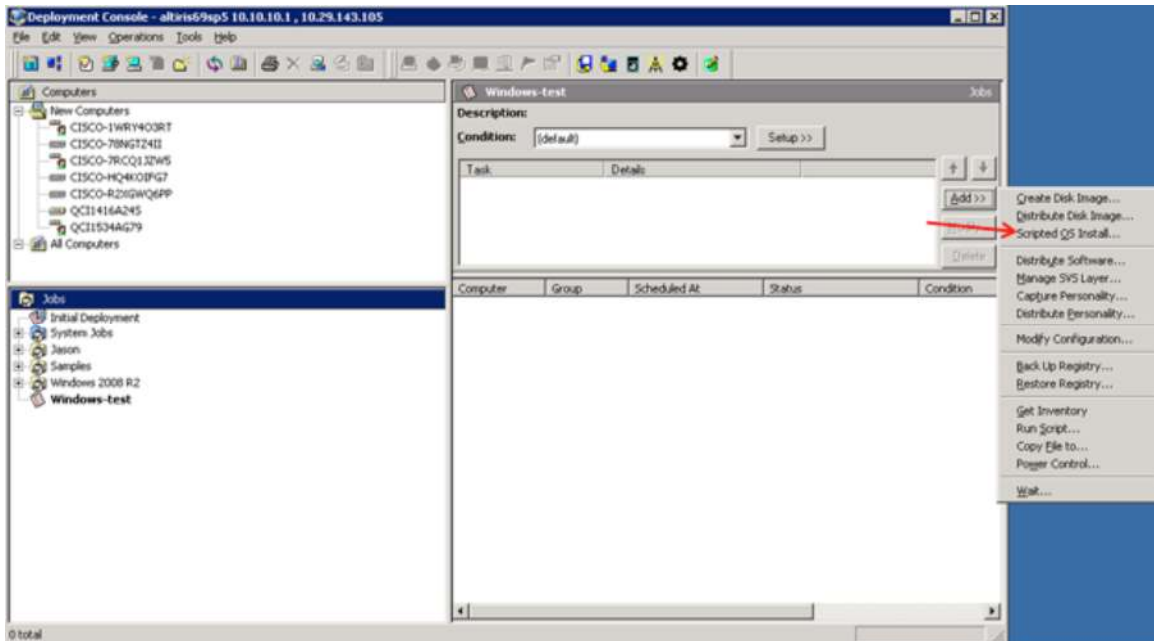 Deployment Console - altiris69sp5 10.10.10.1 , 10.29.143.105
File Edit View Operations Tools Help
Computers
New Computers
CISCO-1WRY4O3RT
CISCO-78NGTZ4II
CISCO-7RCQ1JZW5
CISCO-HQ4KOIFG7
CISCO-R2XGWQ6PP
QCI1416A245
QCI1534AG79
All Computers
Jobs
Initial Deployment
System Jobs
Jason
Samples
Windows 2008 R2
Windows-test
Windows-test Jobs
Description:
Condition: (default) Setup >>
Task Details
Add >>
Delete
Computer Group Scheduled At Status Condition
Create Disk Image...
Distribute Disk Image...
Scripted OS Install...
Distribute Software...
Manage SVS Layer...
Capture Personality...
Distribute Personality...
Modify Configuration...
Back Up Registry...
Restore Registry...
Get Inventory
Run Script...
Copy File to...
Power Control...
Wait...
0 total